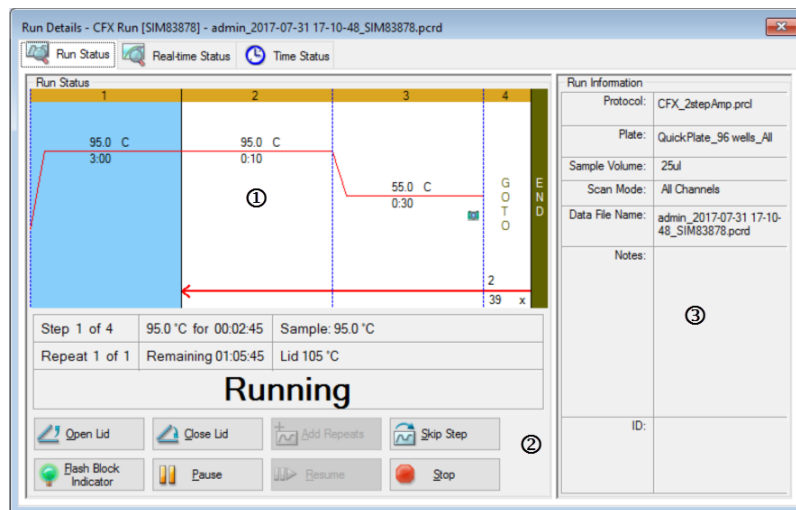 Run Details - CFX Run [SIM83878] - admin_2017-07-31 17-10-48_SIM83878.pcrd
Run Status Real-time Status Time Status
Run Status
1 2 3 4
95.0 C 95.0 C
3:00 0:10
55.0 C
0:30
①
GOTO
END
2
39 x
Step 1 of 4 95.0 °C for 00:02:45 Sample: 95.0 °C
Repeat 1 of 1 Remaining 01:05:45 Lid 105 °C
Running
Open Lid Close Lid Add Repeats Skip Step
②
Flash Block Indicator Pause Resume Stop
Run Information
Protocol: CFX_2stepAmp.prcl
Plate: QuickPlate_96 wells_All
Sample Volume: 25ul
Scan Mode: All Channels
Data File Name: admin_2017-07-31 17-10-
48_SIM83878.pcrd
Notes:
③
ID: